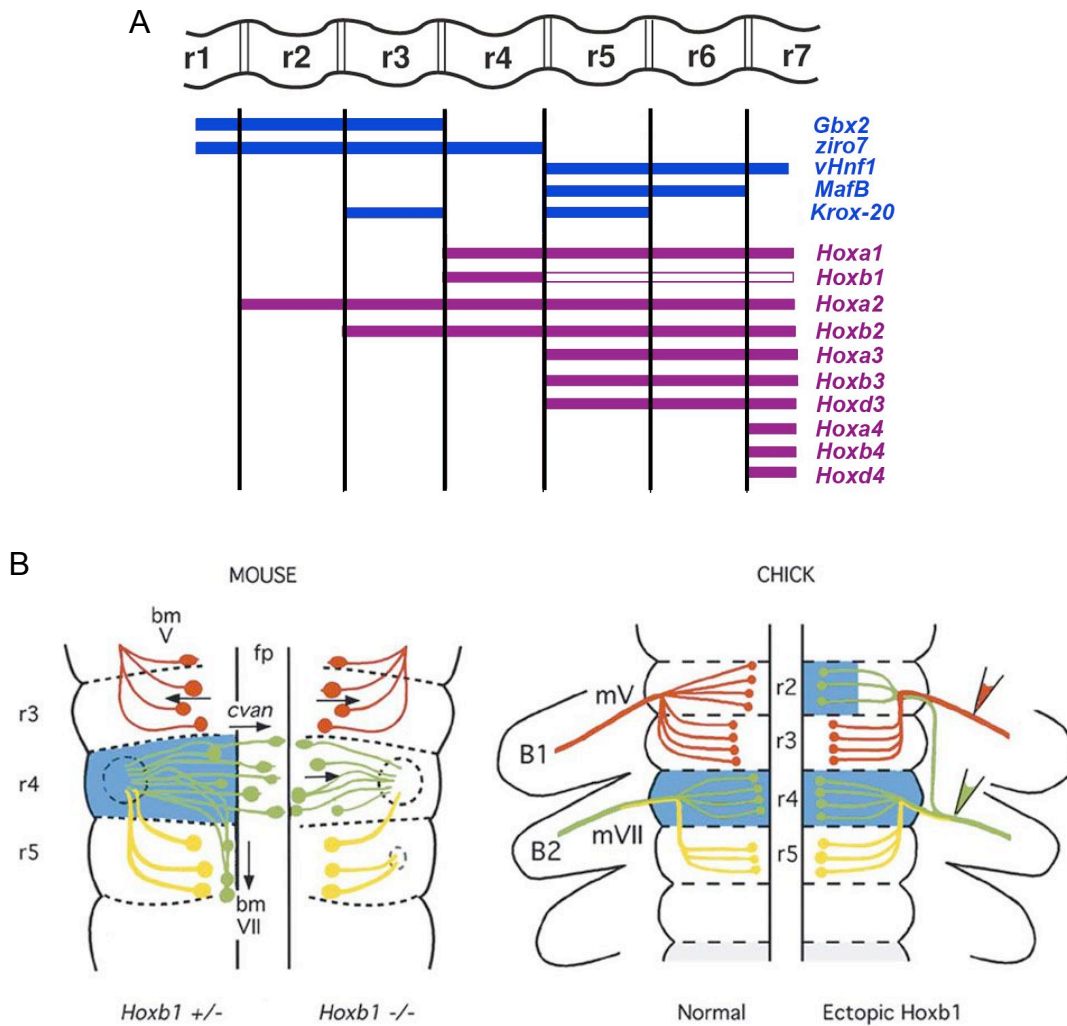 A
r1 r2 r3 r4 r5 r6 r7
Gbx2
ziro7
vHnf1
MafB
Krox-20
Hoxa1
Hoxb1
Hoxa2
Hoxb2
Hoxa3
Hoxb3
Hoxd3
Hoxa4
Hoxb4
Hoxd4
B
MOUSE
bm
V
fp
r3
cvan
r4
r5
bm
VII
Hoxb1 +/-
Hoxb1 -/-
CHICK
mV
r2
B1
r3
r4
mVII
B2
r5
Normal
Ectopic Hoxb1